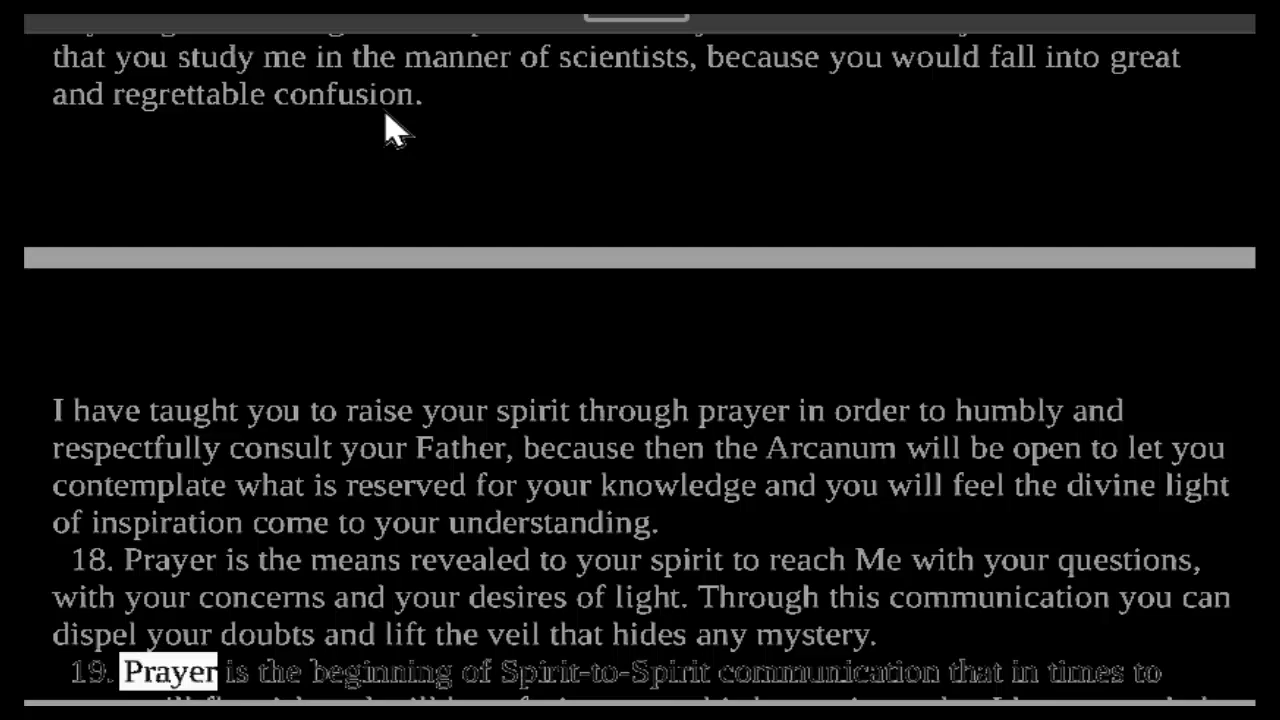 that you study me in the manner of scientists, because you would fall into great
and regrettable confusion.
I have taught you to raise your spirit through prayer in order to humbly and
respectfully consult your Father, because then the Arcanum will be open to let you
contemplate what is reserved for your knowledge and you will feel the divine light
of inspiration come to your understanding.
18. Prayer is the means revealed to your spirit to reach Me with your questions,
with your concerns and your desires of light. Through this communication you can
dispel your doubts and lift the veil that hides any mystery.
19. Prayer is the beginning of Spirit-to-Spirit communication that in times to